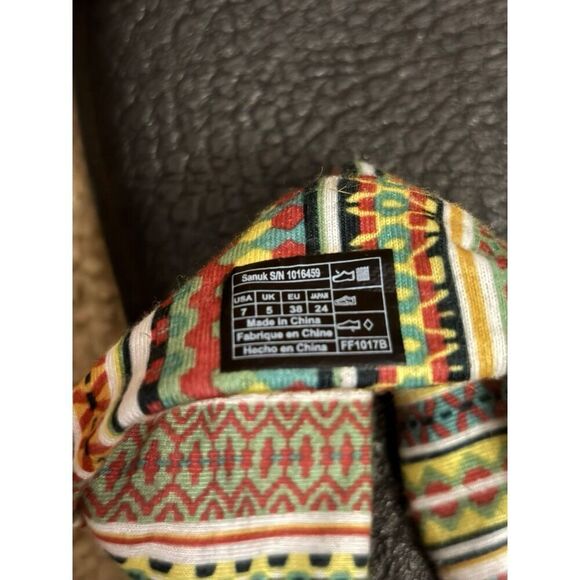 Sanuk S/N 1016459
USA UK EU JAPAN
7 5 38 24
Made in China
Fabrique en Chine
Hecho en China FF1017B